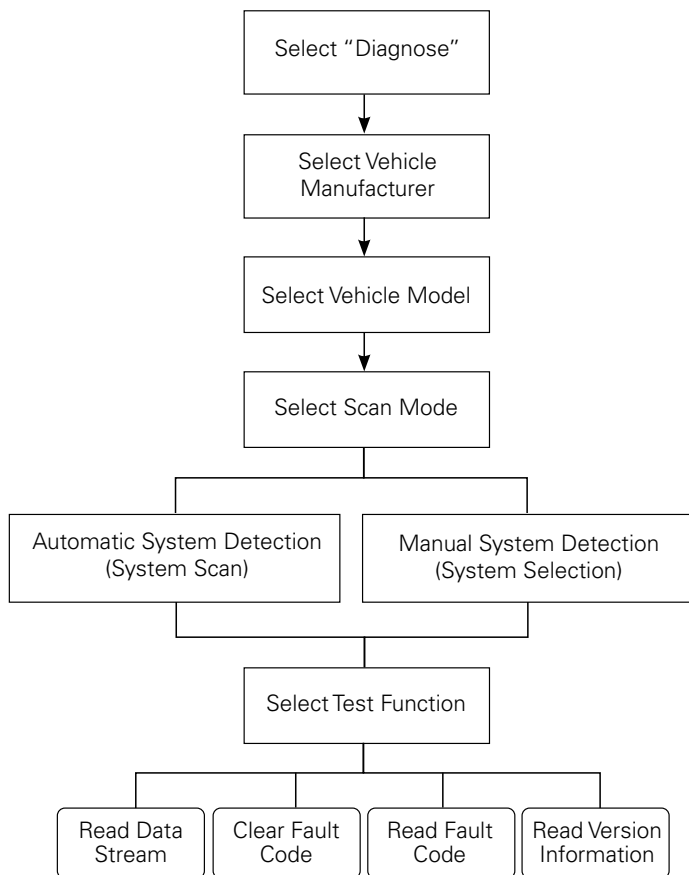 Select “Diagnose”
Select Vehicle
Manufacturer
Select Vehicle Model
Select Scan Mode
Automatic System Detection
(System Scan)
Manual System Detection
(System Selection)
Select Test Function
Read Data
Stream
Clear Fault
Code
Read Fault
Code
Read Version
Information